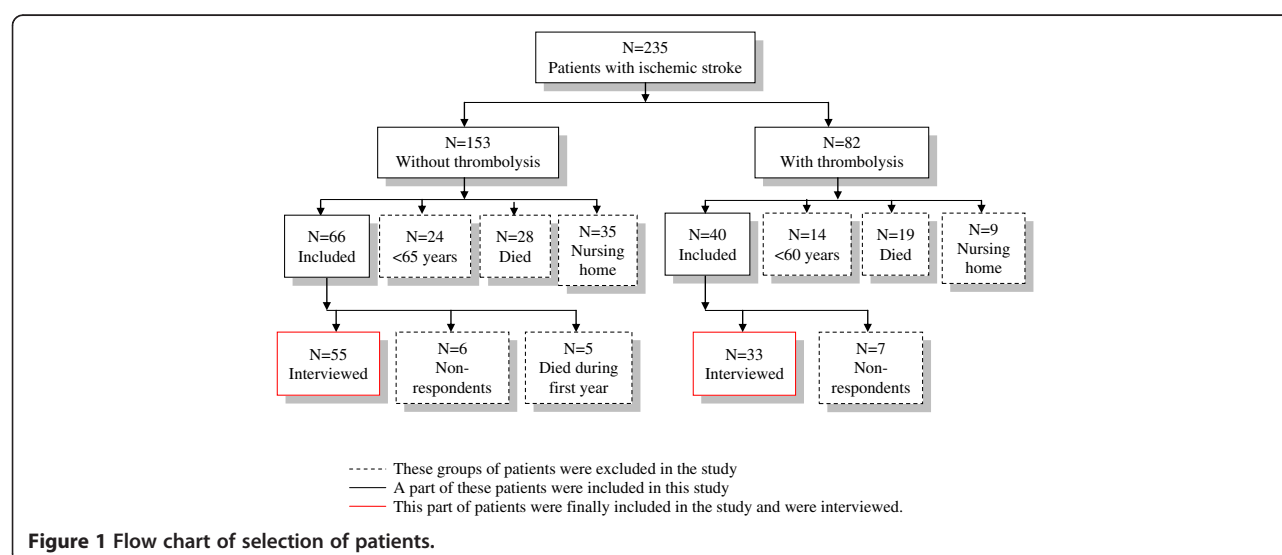 N=235
Patients with ischemic stroke
N=153
Without thrombolysis
N=82
With thrombolysis
N=66
Included
N=24
<65 years
N=28
Died
N=35
Nursing
home
N=40
Included
N=14
<60 years
N=19
Died
N=9
Nursing
home
N=55
Interviewed
N=6
Non-
respondents
N=5
Died during
first year
N=33
Interviewed
N=7
Non-
respondents
These groups of patients were excluded in the study
A part of these patients were included in this study
This part of patients were finally included in the study and were interviewed.
Figure 1 Flow chart of selection of patients.